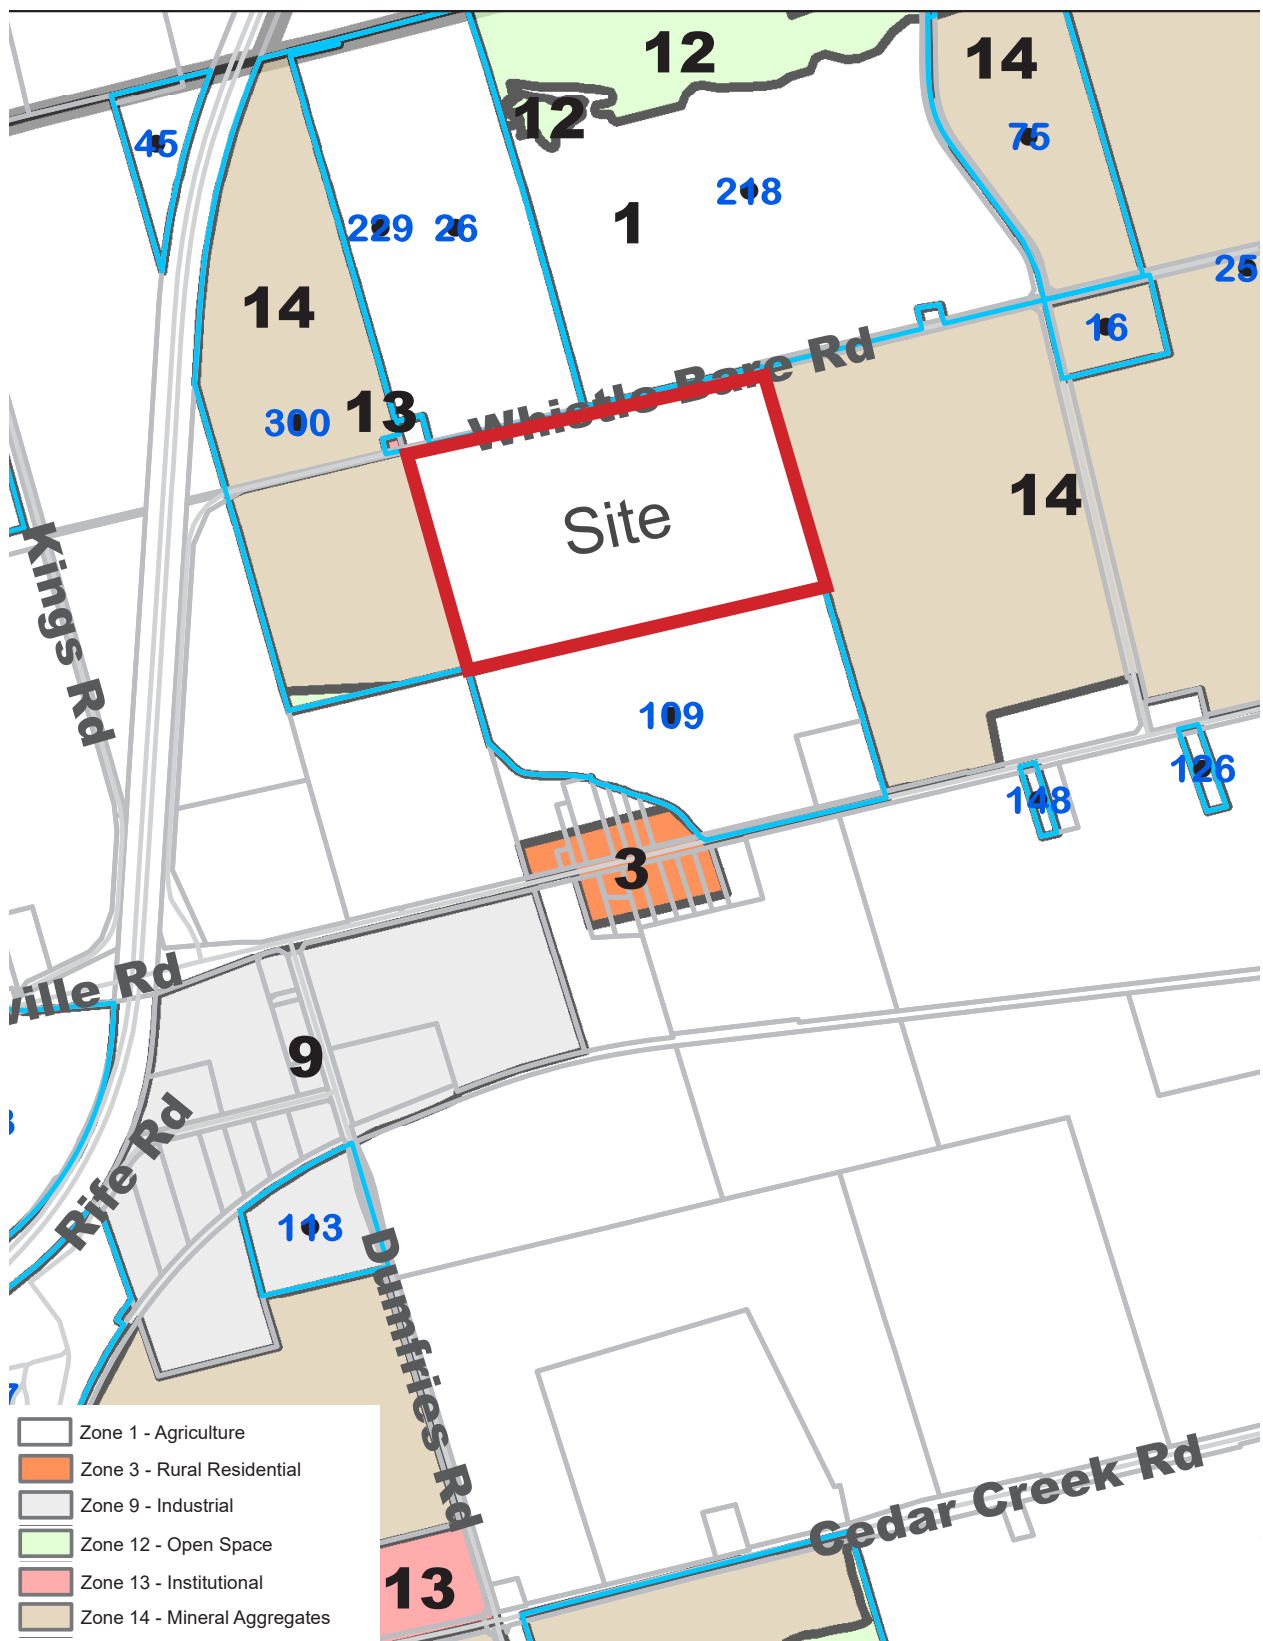 12
14
12
45
75
218
1
229 26
25
14
16
Whistle Bare Rd
13
300
14
Site
Kings Rd
109
126
148
3
ville Rd
9
Rife Rd
113
Dumfries Rd
7
Zone 1 - Agriculture
Zone 3 - Rural Residential
Zone 9 - Industrial
Zone 12 - Open Space
Zone 13 - Institutional
Zone 14 - Mineral Aggregates
Cedar Creek Rd
13